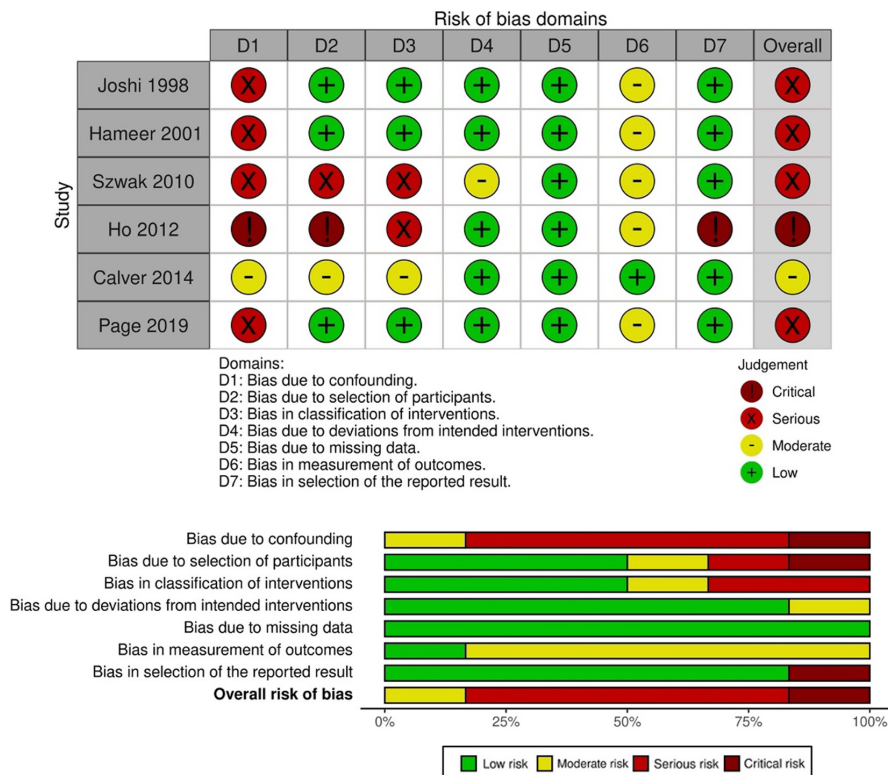 Risk of bias domains
D1 D2 D3 D4 D5 D6 D7 Overall
Study
Joshi 1998 X + + + + - + X
Hameer 2001 X + + + + - + X
Szwak 2010 X X X - + - + X
Ho 2012 ! ! X + + - ! !
Calver 2014 - - - + + + + -
Page 2019 X + + + + - + X
Domains:
D1: Bias due to confounding.
D2: Bias due to selection of participants.
D3: Bias in classification of interventions.
D4: Bias due to deviations from intended interventions.
D5: Bias due to missing data.
D6: Bias in measurement of outcomes.
D7: Bias in selection of the reported result.
Judgement
! Critical
X Serious
- Moderate
+ Low
Bias due to confounding
Bias due to selection of participants
Bias in classification of interventions
Bias due to deviations from intended interventions
Bias due to missing data
Bias in measurement of outcomes
Bias in selection of the reported result
Overall risk of bias
0% 25% 50% 75% 100%
Low risk Moderate risk Serious risk Critical risk